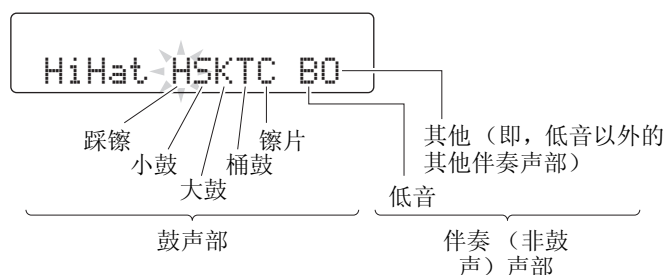 HiHat HSKTC BO
踩镲
小鼓
大鼓
桶鼓
镲片
低音
其他（即，低音以外的
其他伴奏声部）
鼓声部
伴奏（非鼓
声）声部